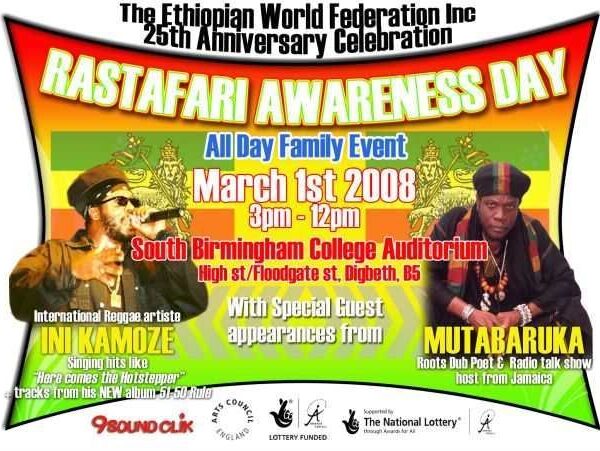 The Ethiopian World Federation Inc
25th Anniversary Celebration
RASTAFARI AWARENESS DAY
All Day Family Event
March 1st 2008
3pm - 12pm
South Birmingham College Auditorium
High st/Floodgate st, Digbeth, B5
With Special Guest
appearances from
International Reggae artiste
INI KAMOZE
Singing hits like
"Here comes the Hotstepper"
+ tracks from his NEW album 51-50 Rule
MUTABARUKA
Roots Dub Poet & Radio talk show
host from Jamaica
9SOUND CLIK
ARTS COUNCIL
ENGLAND
LOTTERY FUNDED
Supported by
The National Lottery®
through Awards for All